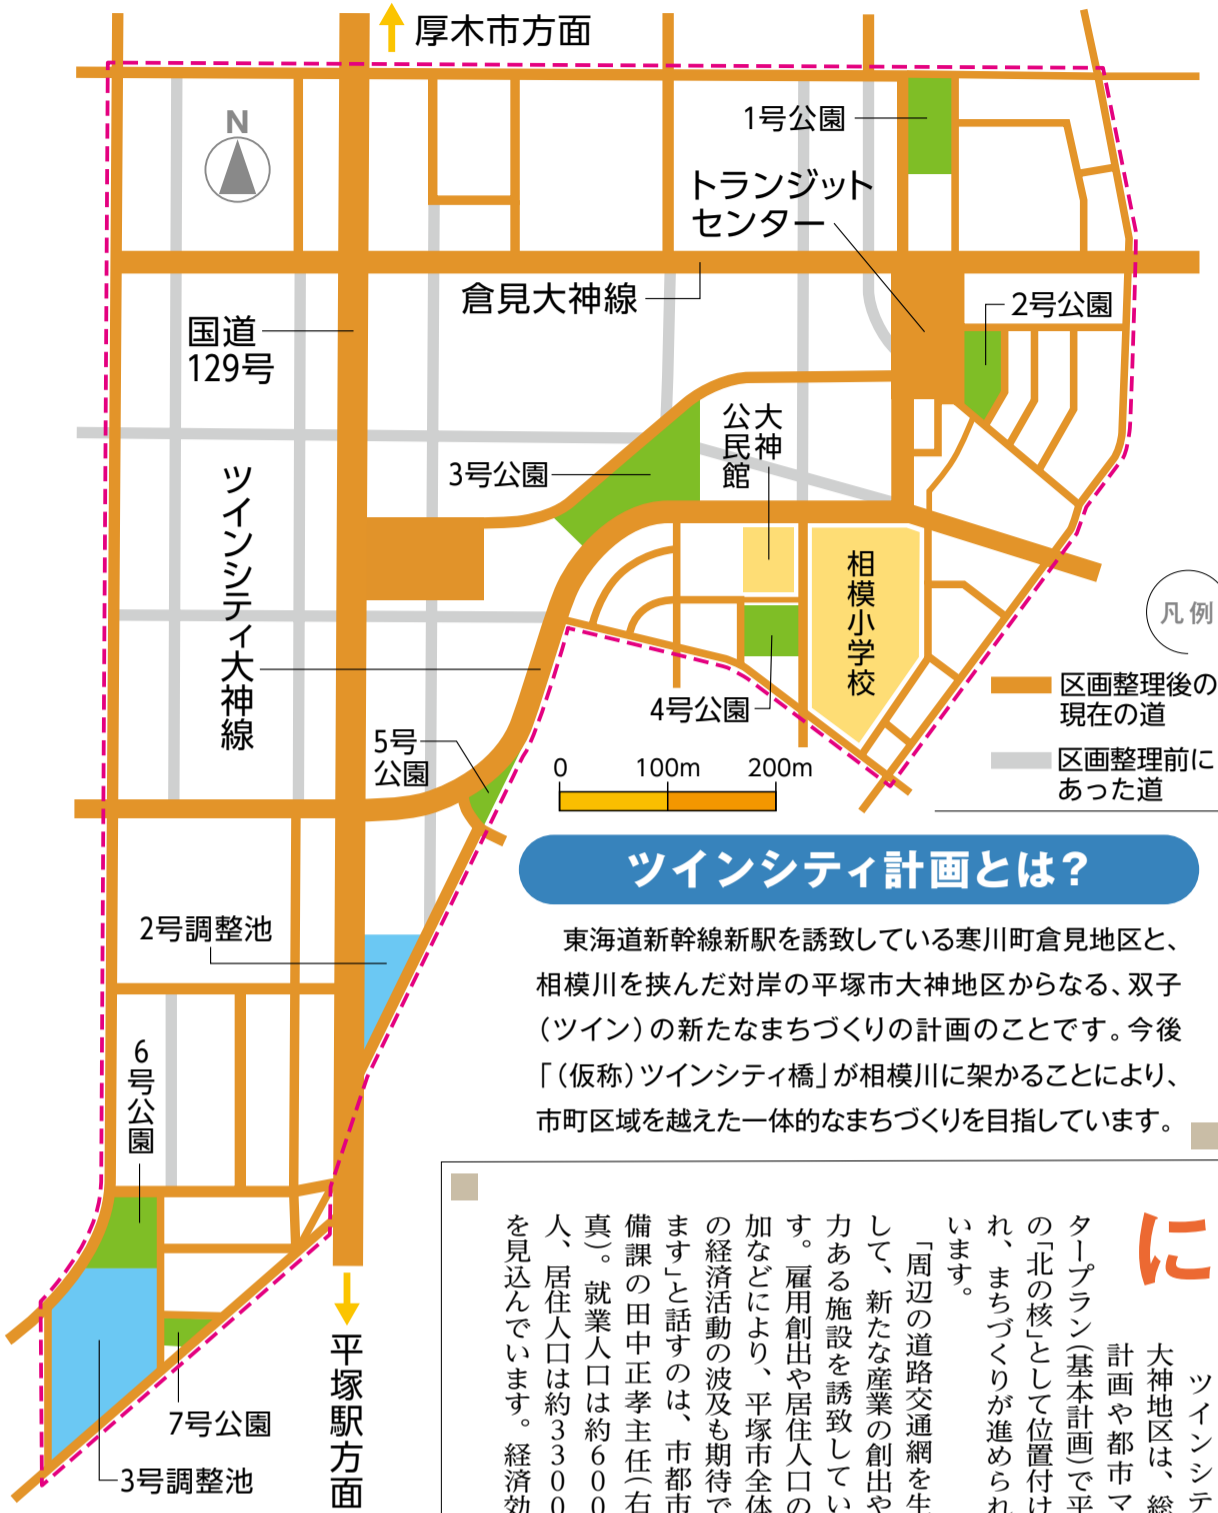 厚木市方面
N
1号公園
トランジット
センター
倉見大神線
2号公園
国道
129号
大神
公民館
3号公園
ツインシティ大神線
相模小学校
凡例
区画整理後の
現在の道
区画整理前に
あった道
4号公園
5号
公園
0 100m 200m
2号調整池
6号公園
7号公園
3号調整池
平塚駅方面
ツインシティ計画とは？
東海道新幹線新駅を誘致している寒川町倉見地区と、
相模川を挟んだ対岸の平塚市大神地区からなる、双子
（ツイン）の新たなまちづくりの計画のことです。今後
「（仮称）ツインシティ橋」が相模川に架かることにより、
市町区域を越えた一体的なまちづくりを目指しています。
に
ツインシテ
大神地区は、総
計画や都市マ
タープラン（基本計画）で平
の「北の核」として位置付け
れ、まちづくりが進められ
います。
「周辺の道路交通網を生
して、新たな産業の創出や
力ある施設を誘致してい
す。雇用創出や居住人口の
加などにより、平塚市全体
の経済活動の波及も期待で
ます」と話すのは、市都市
備課の田中正孝主任（右
真）。就業人口は約600
人、居住人口は約3300
を見込んでいます。経済効